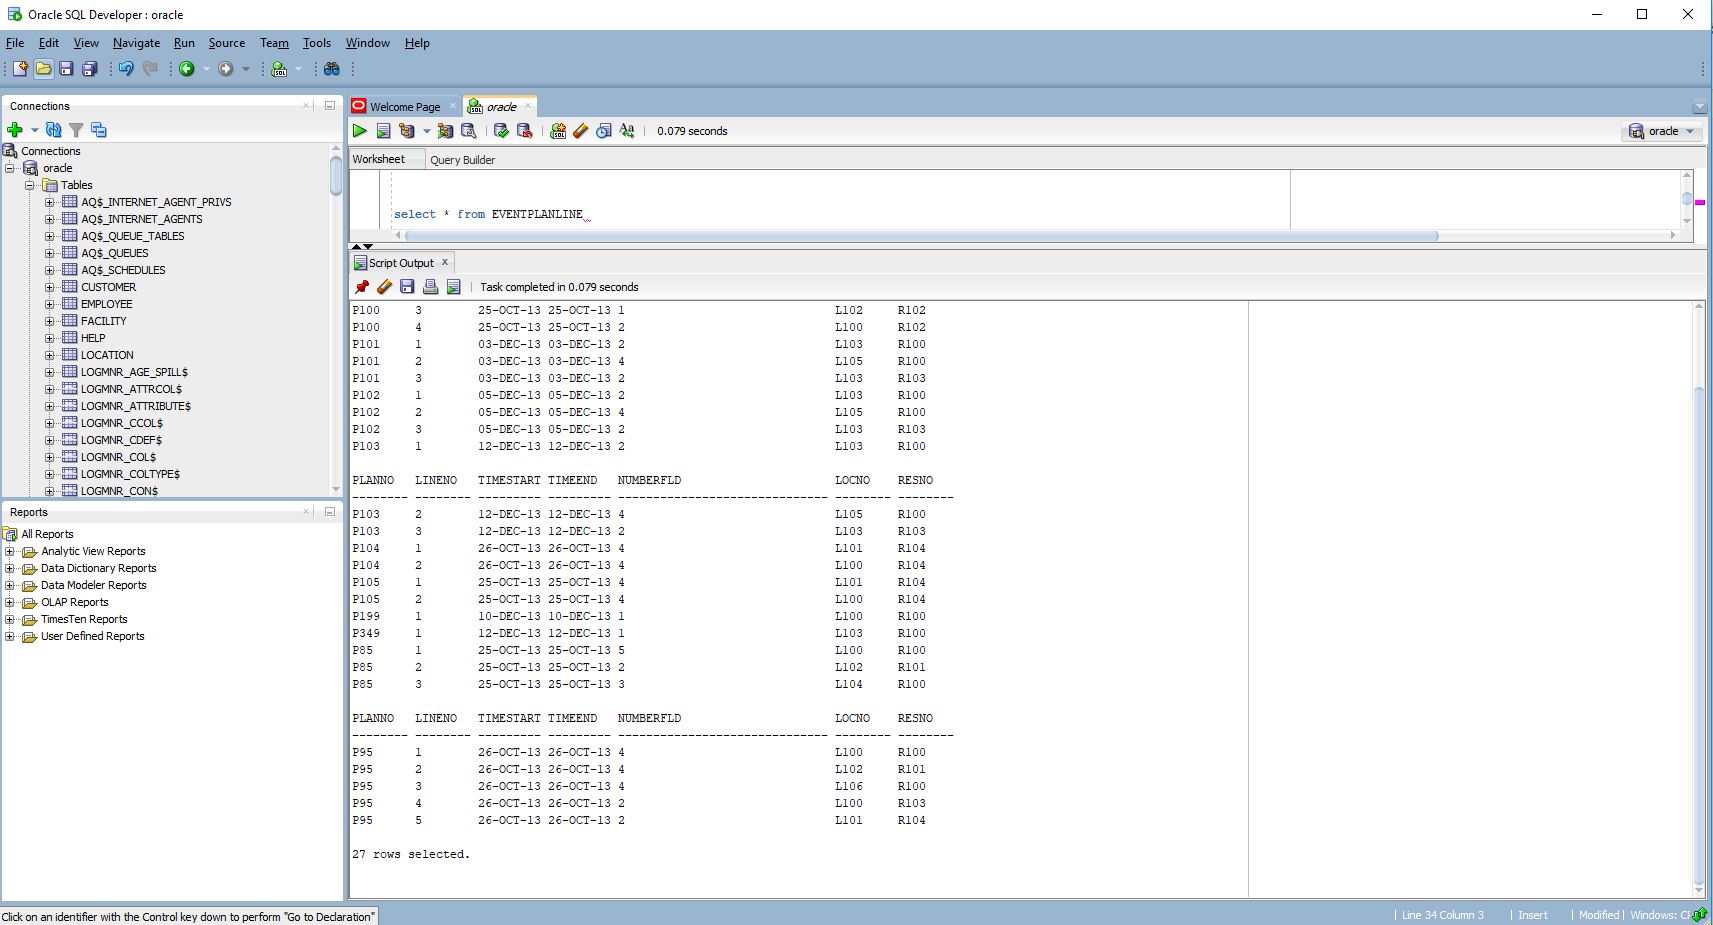 Oracle SQL Developer : oracle
File Edit View Navigate Run Source Team Tools Window Help
Connections
Connections
oracle
Tables
AQ$_INTERNET_AGENT_PRIVS
AQ$_INTERNET_AGENTS
AQ$_QUEUE_TABLES
AQ$_QUEUES
AQ$_SCHEDULES
CUSTOMER
EMPLOYEE
FACILITY
HELP
LOCATION
LOGMNR_AGE_SPILL$
LOGMNR_ATTRCOL$
LOGMNR_ATTRIBUTE$
LOGMNR_CCOL$
LOGMNR_CDEF$
LOGMNR_COL$
LOGMNR_COLTYPE$
LOGMNR_CON$
Reports
All Reports
Analytic View Reports
Data Dictionary Reports
Data Modeler Reports
OLAP Reports
TimesTen Reports
User Defined Reports
Welcome Page oracle
0.079 seconds oracle
Worksheet Query Builder
select * from EVENTPLANLINE
Script Output x
Task completed in 0.079 seconds
P100 3 25-OCT-13 25-OCT-13 1 L102 R102
P100 4 25-OCT-13 25-OCT-13 2 L100 R102
P101 1 03-DEC-13 03-DEC-13 2 L103 R100
P101 2 03-DEC-13 03-DEC-13 4 L105 R100
P101 3 03-DEC-13 03-DEC-13 2 L103 R103
P102 1 05-DEC-13 05-DEC-13 2 L103 R100
P102 2 05-DEC-13 05-DEC-13 4 L105 R100
P102 3 05-DEC-13 05-DEC-13 2 L103 R103
P103 1 12-DEC-13 12-DEC-13 2 L103 R100
PLANNO LINENO TIMESTART TIMEEND NUMBERFLD LOCNO RESNO
-------- -------- --------- --------- ------------------------------ -------- --------
P103 2 12-DEC-13 12-DEC-13 4 L105 R100
P103 3 12-DEC-13 12-DEC-13 2 L103 R103
P104 1 26-OCT-13 26-OCT-13 4 L101 R104
P104 2 26-OCT-13 26-OCT-13 4 L100 R104
P105 1 25-OCT-13 25-OCT-13 4 L101 R104
P105 2 25-OCT-13 25-OCT-13 4 L100 R104
P199 1 10-DEC-13 10-DEC-13 1 L100 R100
P349 1 12-DEC-13 12-DEC-13 1 L103 R100
P85 1 25-OCT-13 25-OCT-13 5 L100 R100
P85 2 25-OCT-13 25-OCT-13 2 L102 R101
P85 3 25-OCT-13 25-OCT-13 3 L104 R100
PLANNO LINENO TIMESTART TIMEEND NUMBERFLD LOCNO RESNO
-------- -------- --------- --------- ------------------------------ -------- --------
P95 1 26-OCT-13 26-OCT-13 4 L100 R100
P95 2 26-OCT-13 26-OCT-13 4 L102 R101
P95 3 26-OCT-13 26-OCT-13 4 L106 R100
P95 4 26-OCT-13 26-OCT-13 2 L100 R103
P95 5 26-OCT-13 26-OCT-13 2 L101 R104
27 rows selected.
Click on an identifier with the Control key down to perform "Go to Declaration"
| Line 34 Column 3 | Insert | Modified | Windows: